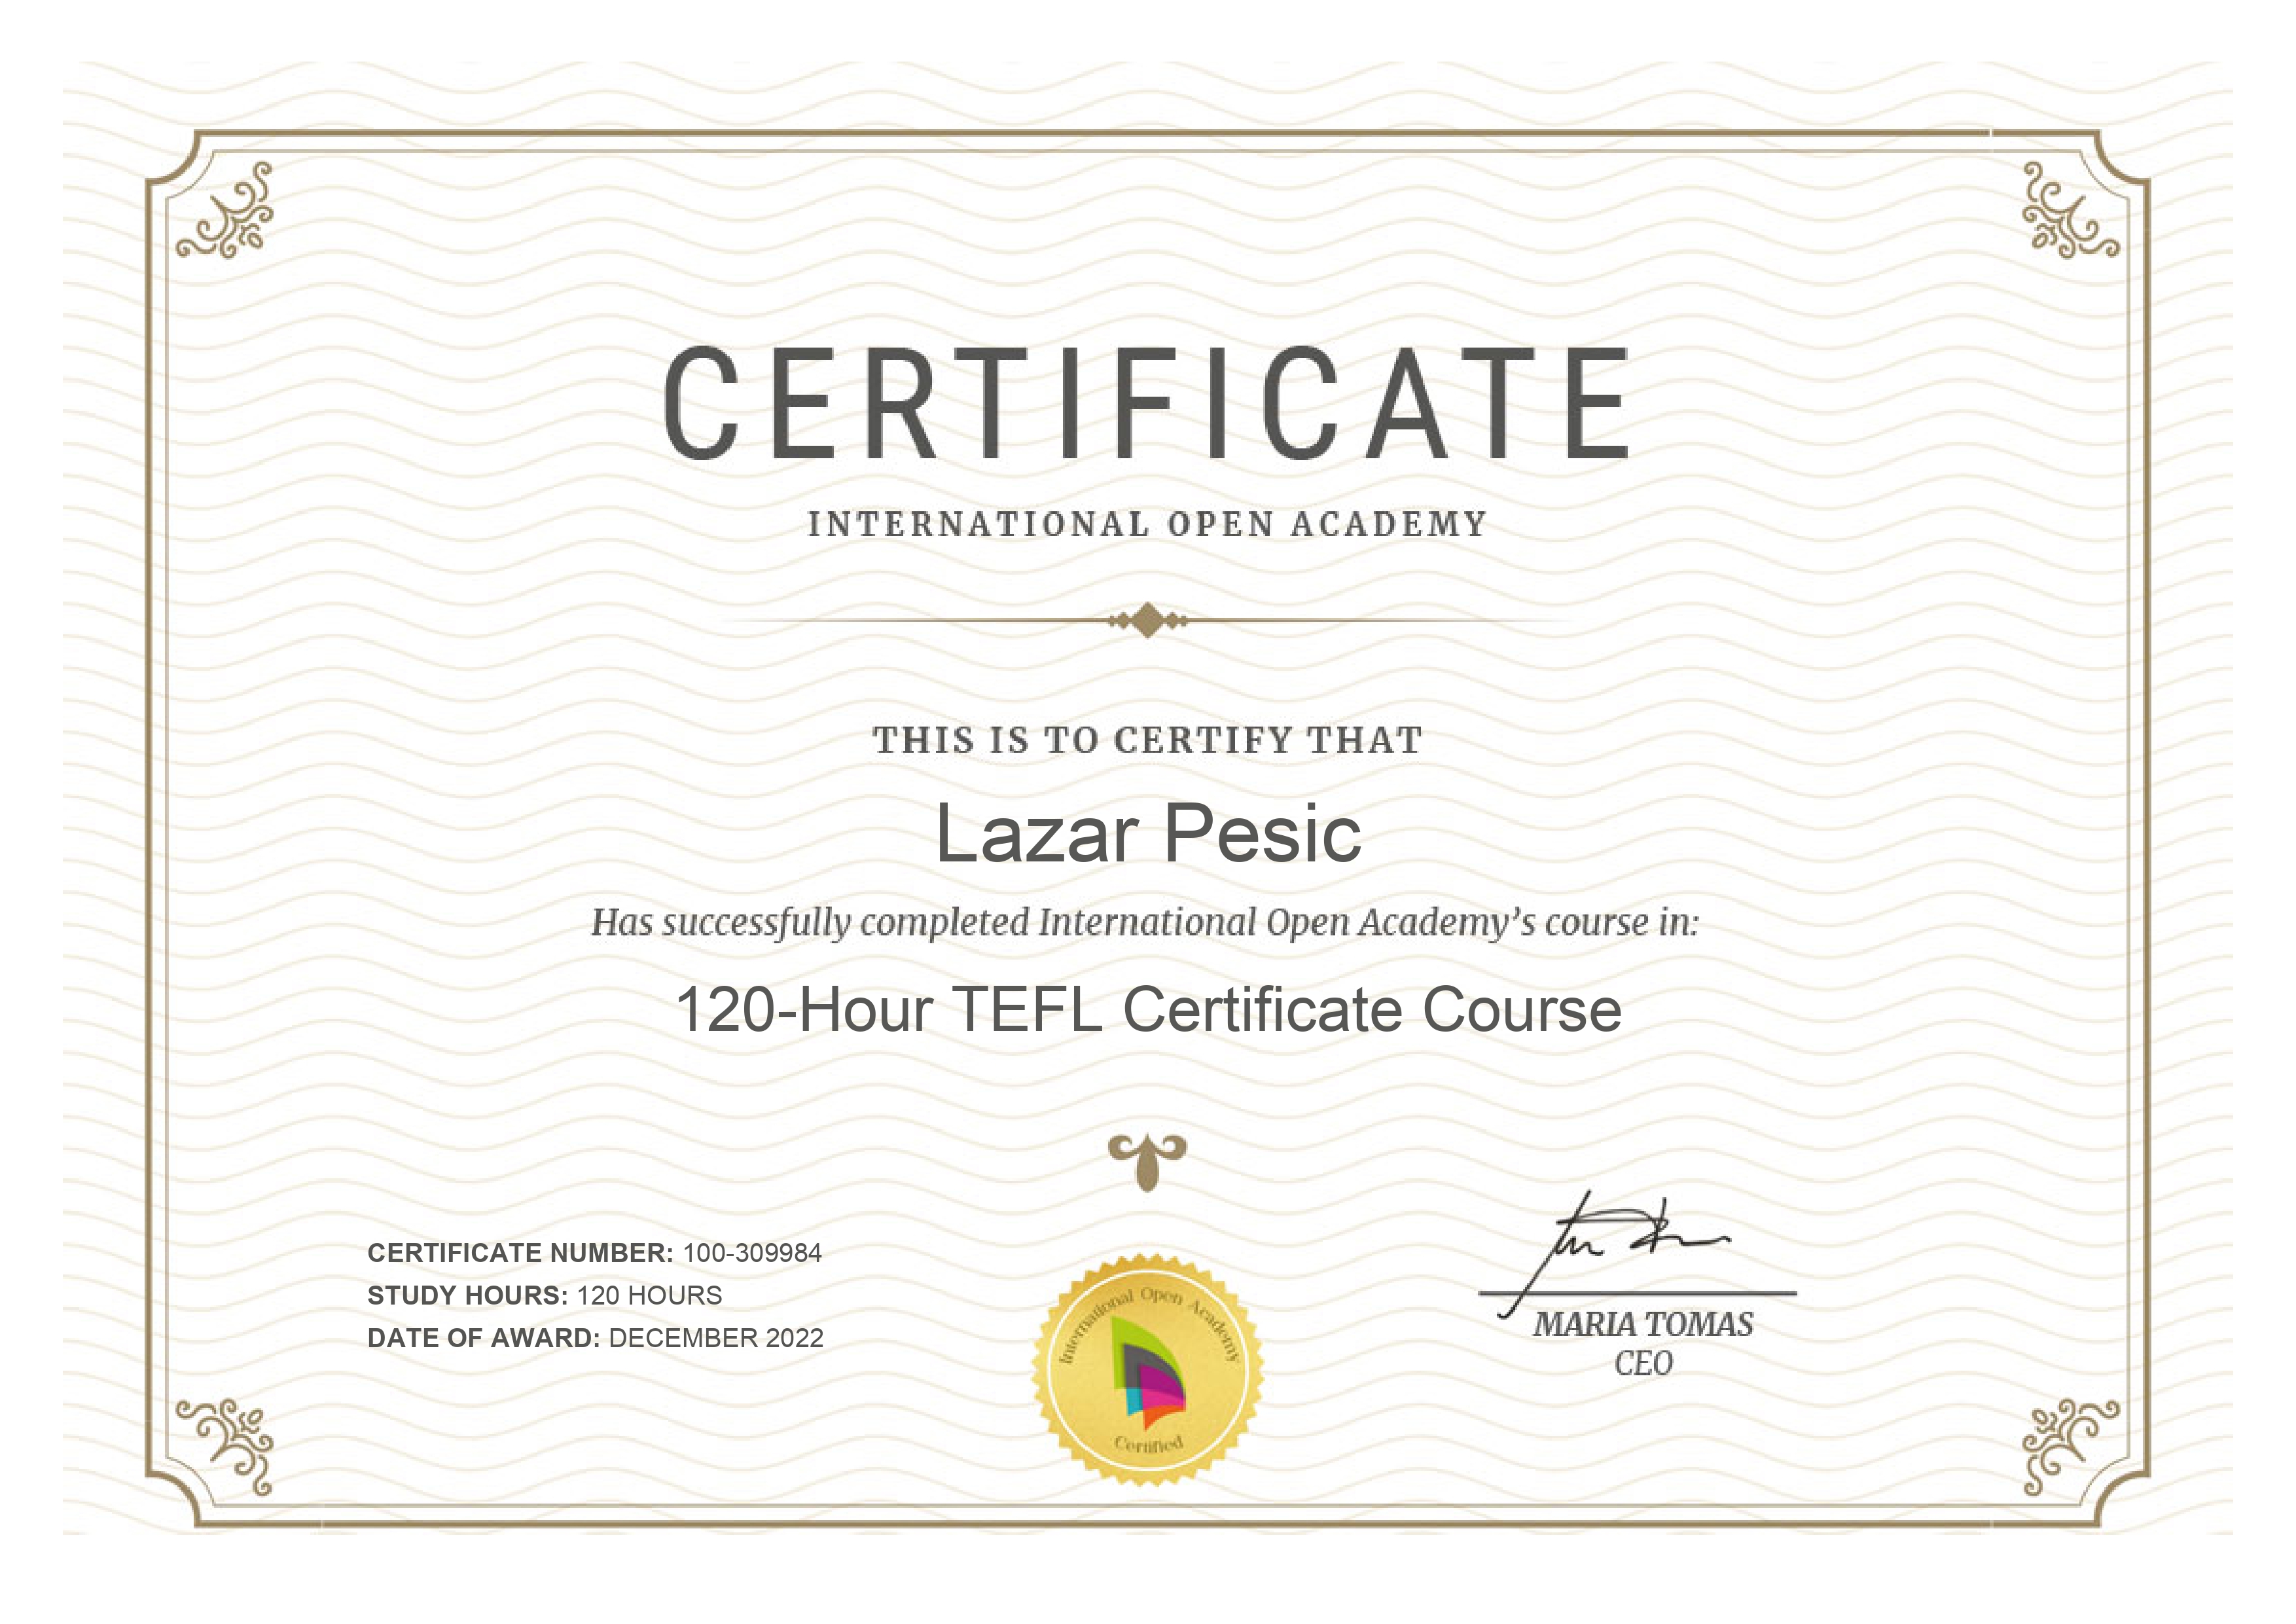 CERTIFICATE
INTERNATIONAL OPEN ACADEMY
THIS IS TO CERTIFY THAT
Lazar Pesic
Has successfully completed International Open Academy’s course in:
120-Hour TEFL Certificate Course
CERTIFICATE NUMBER: 100-309984
STUDY HOURS: 120 HOURS
DATE OF AWARD: DECEMBER 2022
International Open Academy
Certified
MARIA TOMAS
CEO